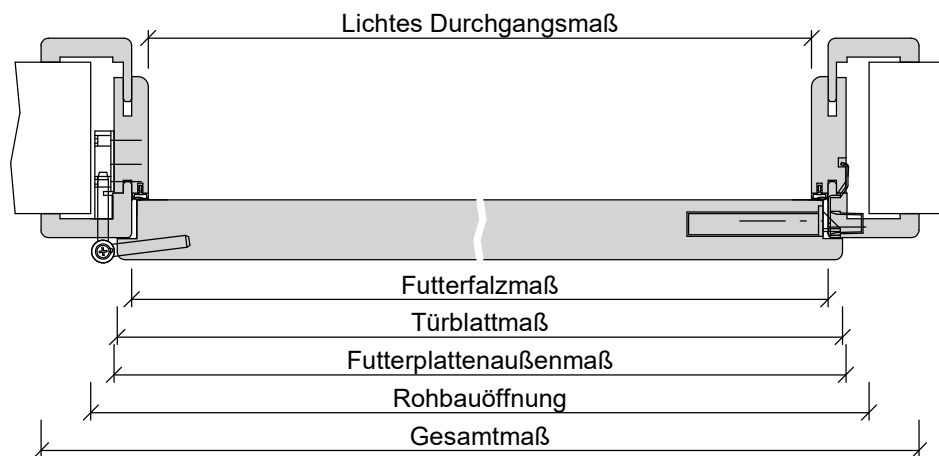 Lichtes Durchgangsmaß
Futterfalzmaß
Türblattmaß
Futterplattenaußenmaß
Rohbauöffnung
Gesamtmaß